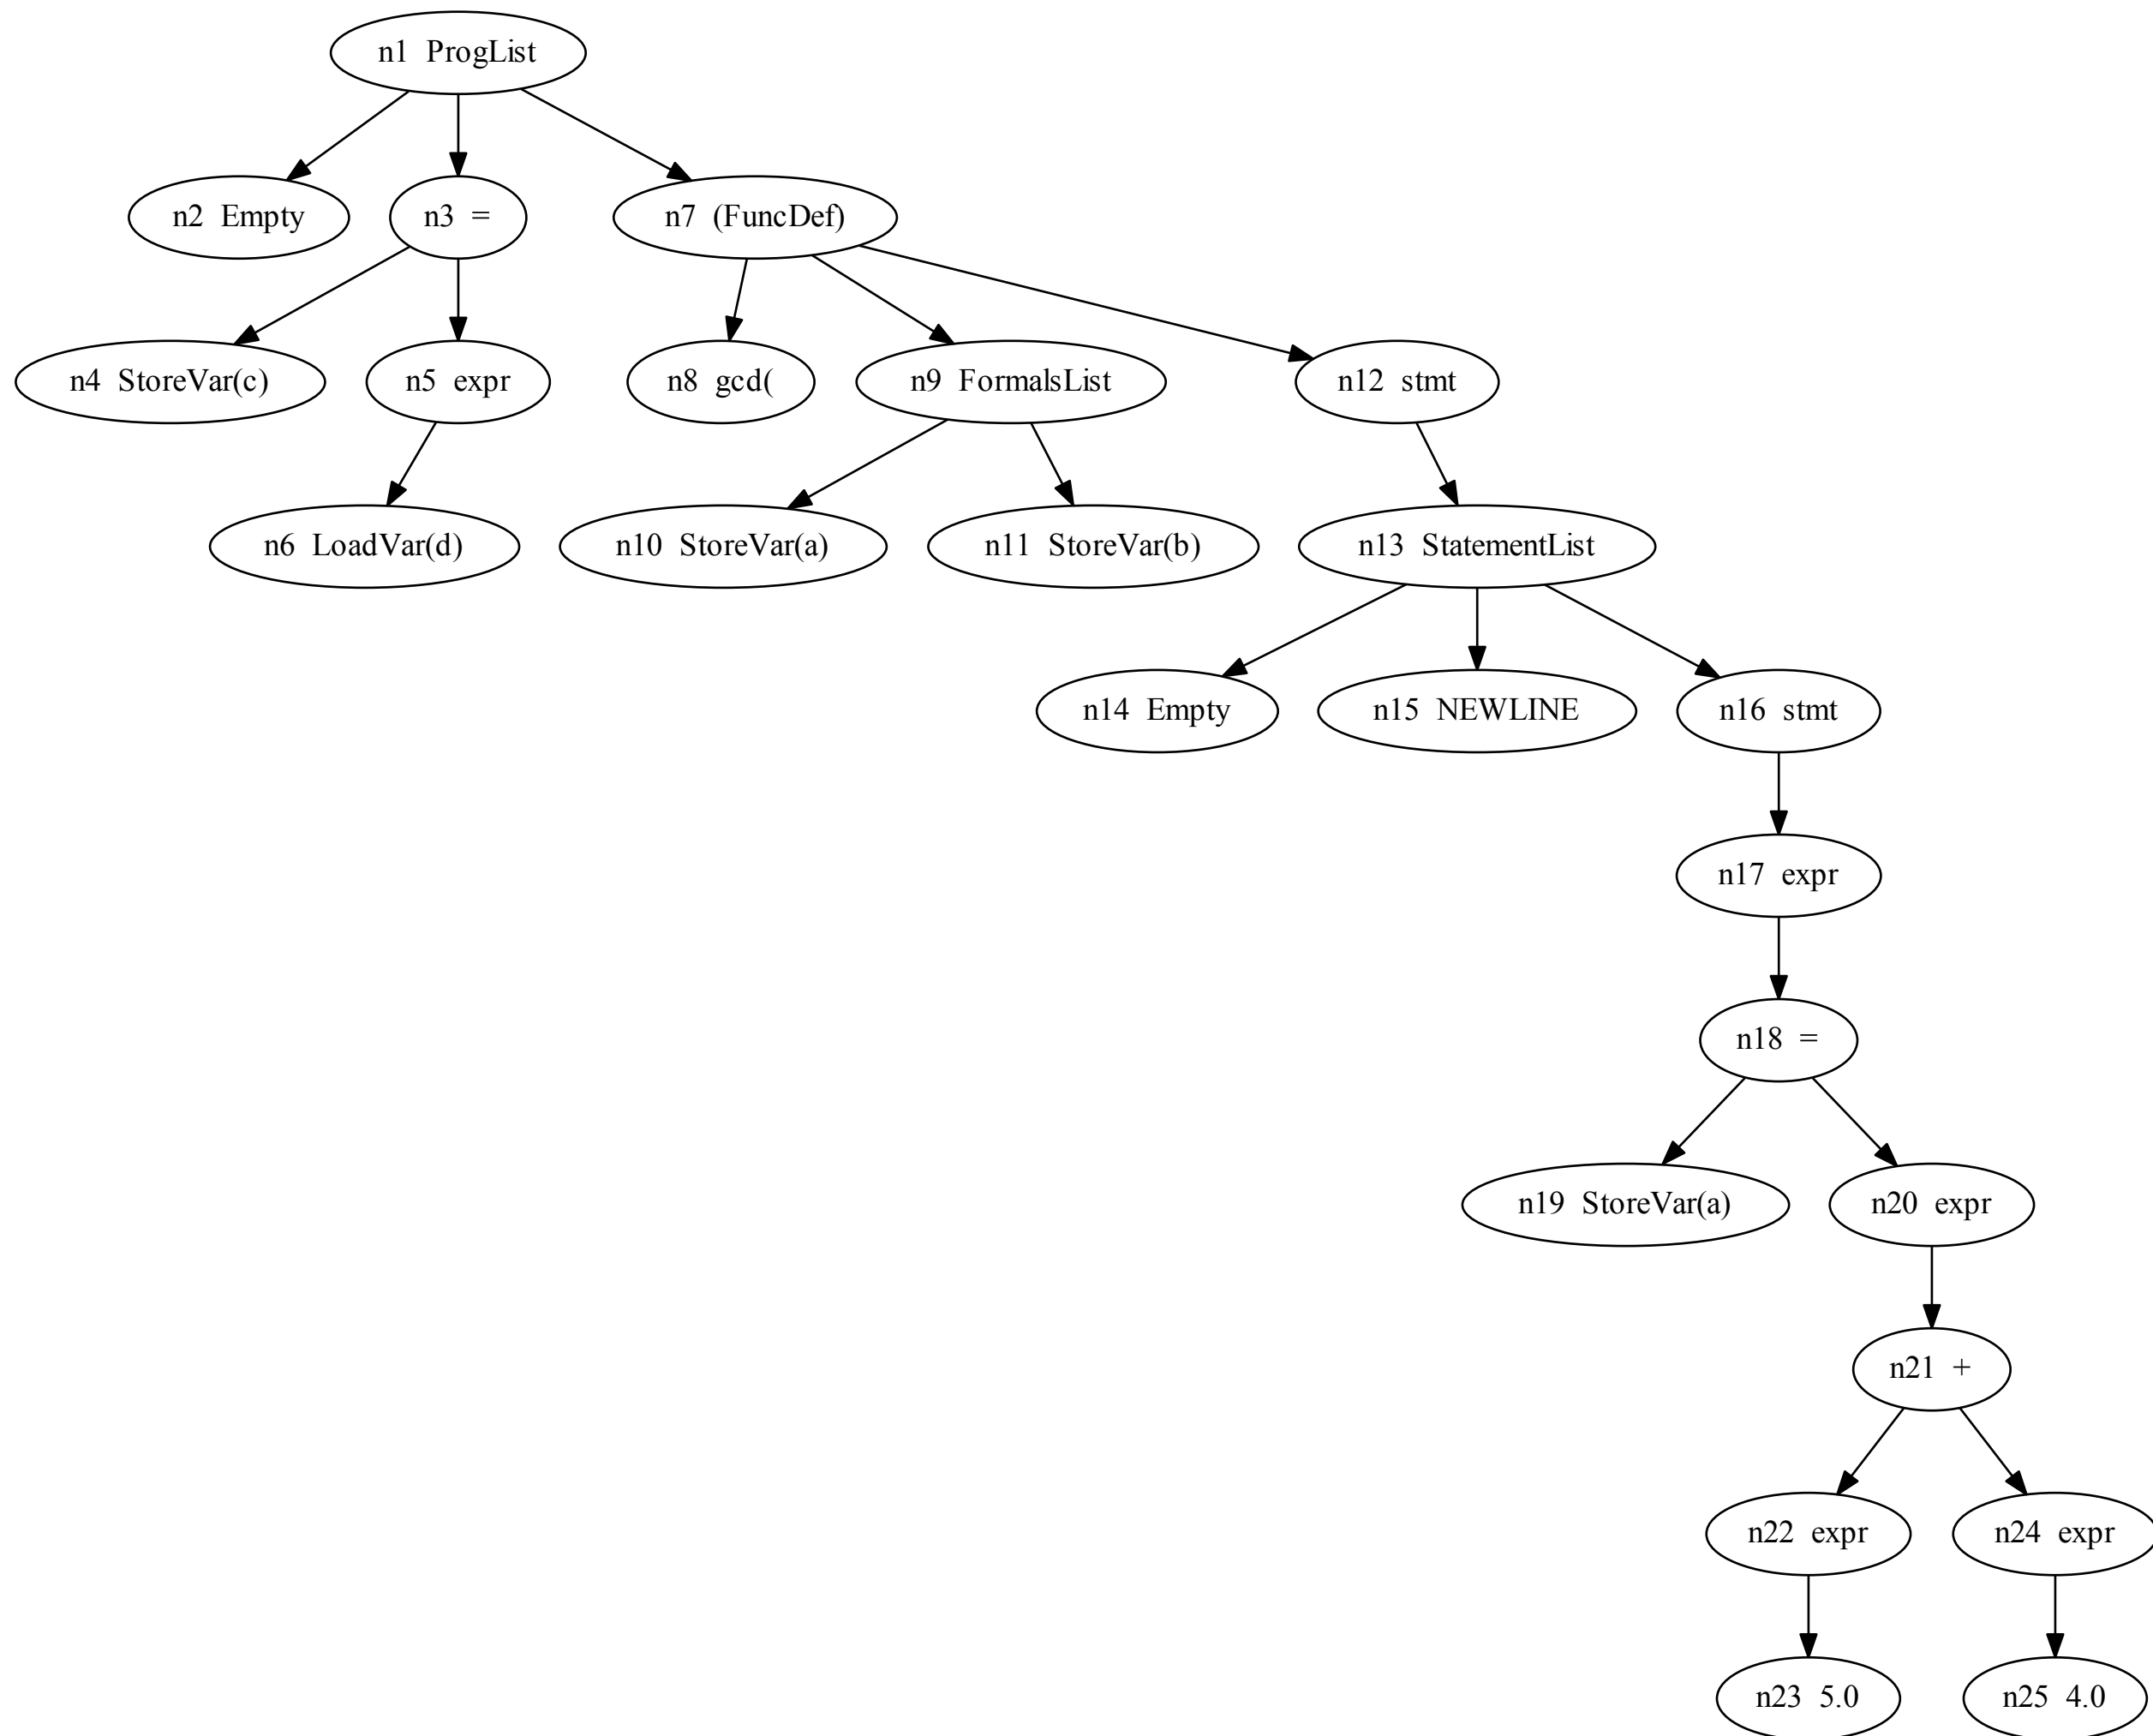 n1 ProgList
n2 Empty
n3 =
n7 (FuncDef)
n4 StoreVar(c)
n5 expr
n8 gcd(
n9 FormalsList
n12 stmt
n6 LoadVar(d)
n10 StoreVar(a)
n11 StoreVar(b)
n13 StatementList
n14 Empty
n15 NEWLINE
n16 stmt
n17 expr
n18 =
n19 StoreVar(a)
n20 expr
n21 +
n22 expr
n24 expr
n23 5.0
n25 4.0